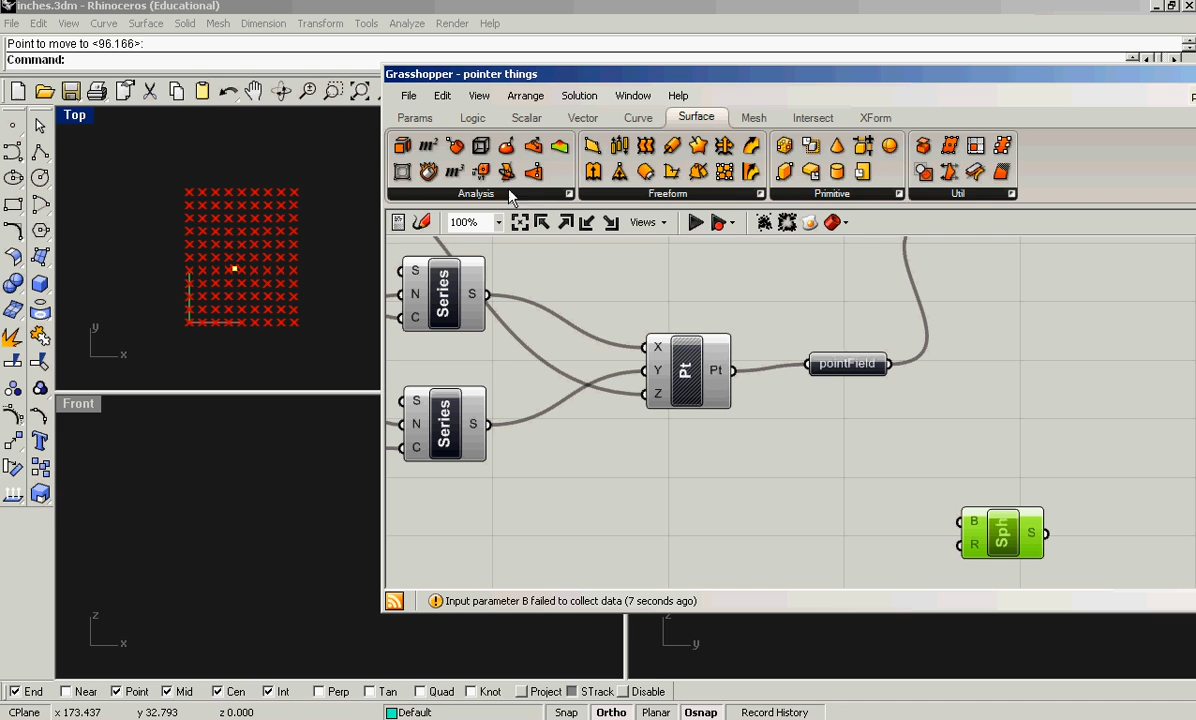 inches.3dm - Rhinoceros (Educational)
File Edit View Curve Surface Solid Mesh Dimension Transform Tools Analyze Render Help
Point to move to <96.166>:
Command:
Grasshopper - pointer things
File Edit View Arrange Solution Window Help
Params Logic Scalar Vector Curve Surface Mesh Intersect XForm
Analysis Freeform Primitive Util
100% Views
Top
y
x
Front
z
x
z
y
S
N
C
Series
S
S
N
C
Series
S
X
Y
Z
Pt
Pt
pointField
B
R
Sph
S
Input parameter B failed to collect data (7 seconds ago)
End Near Point Mid Cen Int Perp Tan Quad Knot Project STrack Disable
CPlane x 173.437 y 32.793 z 0.000 Default Snap Ortho Planar Osnap Record History